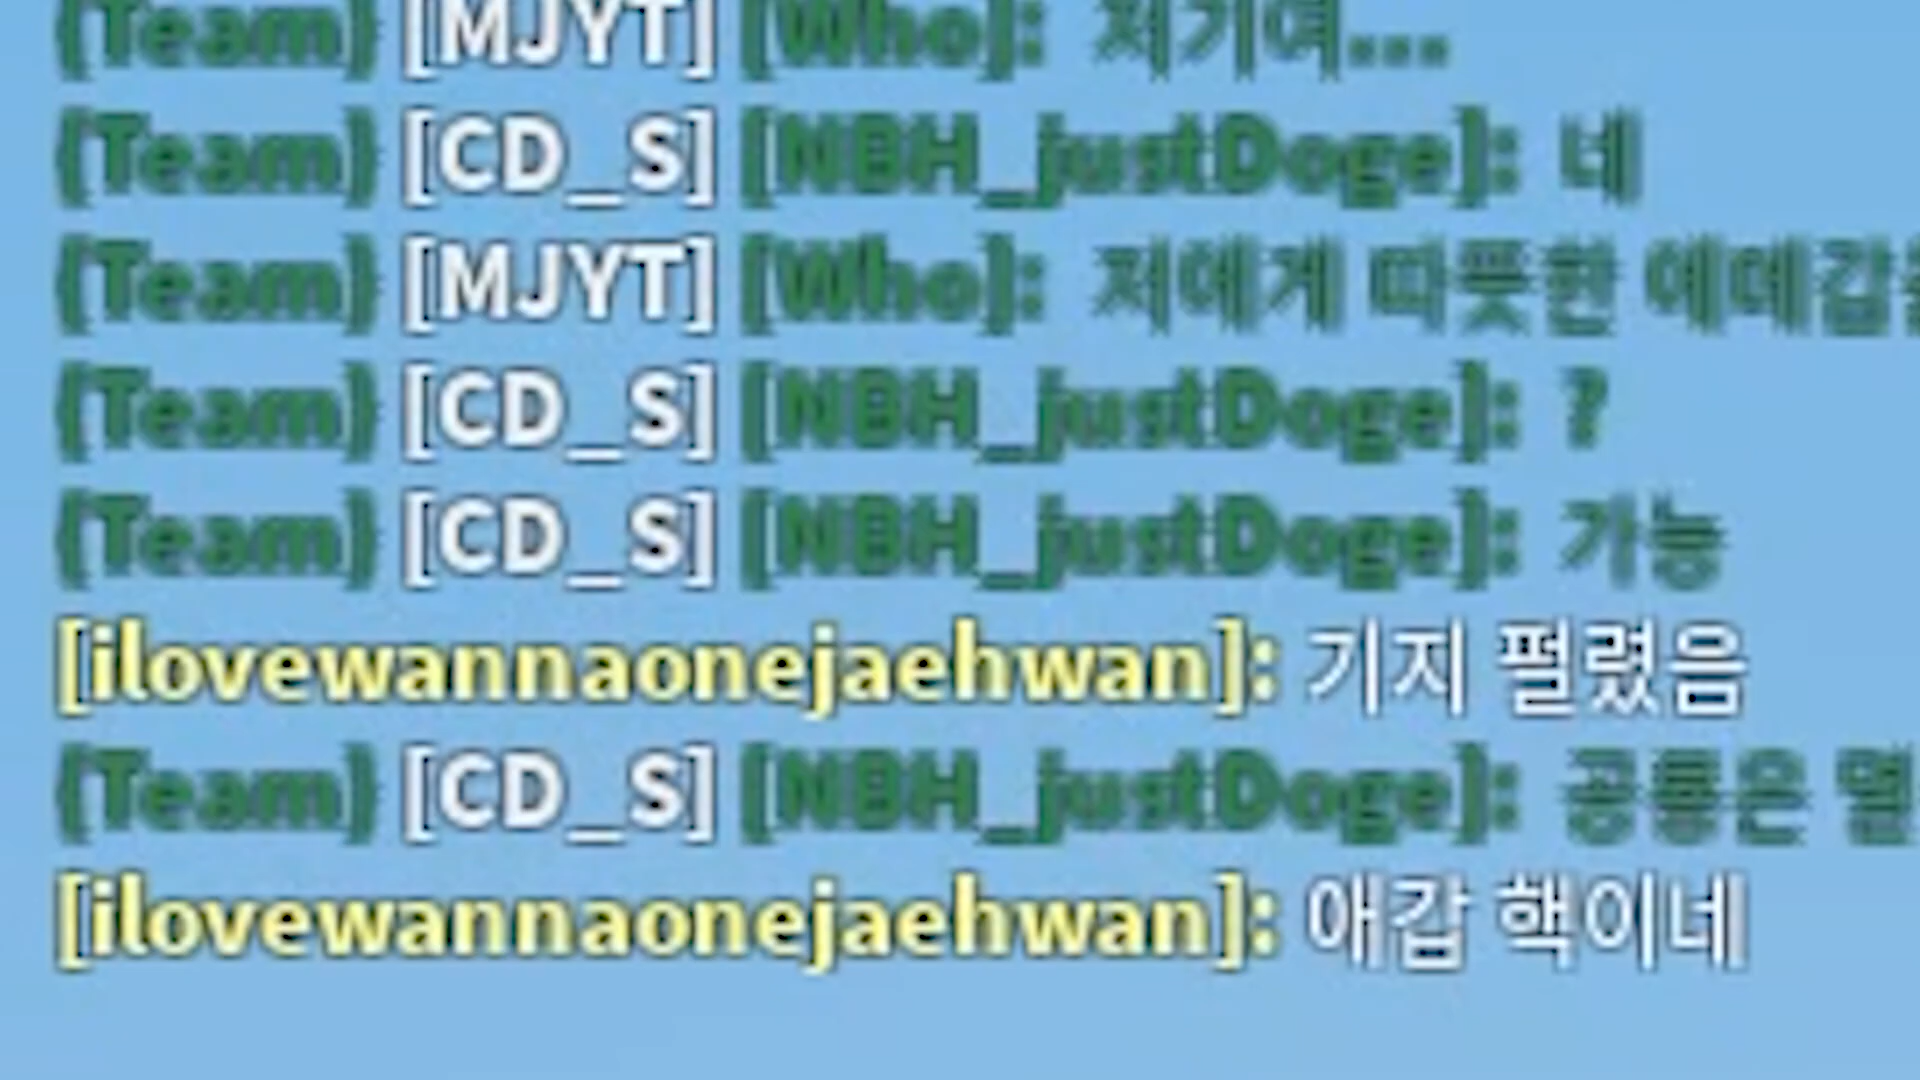 {Team} [MJYT] [Who]: 저기여...
{Team} [CD_S] [NBH_justDoge]: 네
{Team} [MJYT] [Who]: 저에게 따뜻한 에메갑
{Team} [CD_S] [NBH_justDoge]: ?
{Team} [CD_S] [NBH_justDoge]: 가능
[ilovewannaonejaehwan]: 기지 펄렸음
{Team} [CD_S] [NBH_justDoge]: 공룡은
[ilovewannaonejaehwan]: 애갑 핵이네